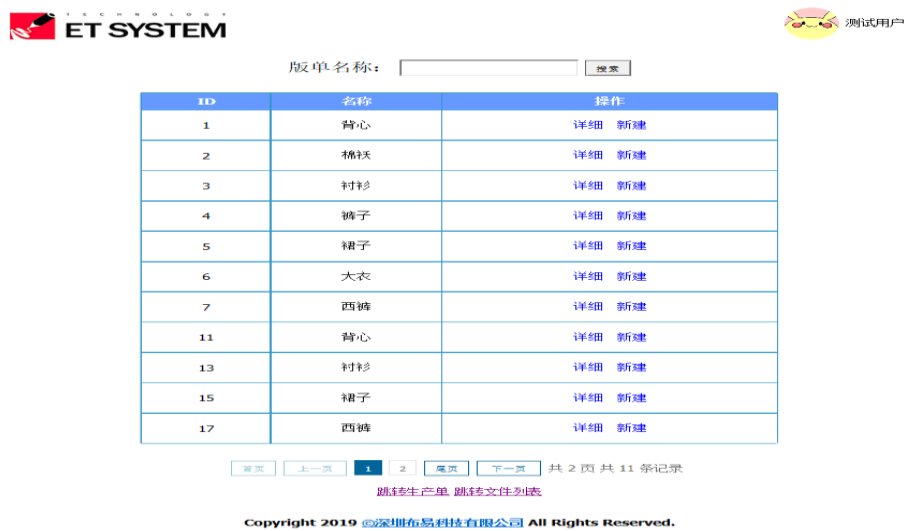 TECHNOLOGY
ET SYSTEM
测试用户
版单名称： 搜索
ID 名称 操作
1 背心 详细 新建
2 棉袄 详细 新建
3 衬衫 详细 新建
4 裤子 详细 新建
5 裙子 详细 新建
6 大衣 详细 新建
7 西裤 详细 新建
11 背心 详细 新建
13 衬衫 详细 新建
15 裙子 详细 新建
17 西裤 详细 新建
首页 上一页 1 2 尾页 下一页 共 2 页 共 11 条记录
跳转生产单 跳转文件列表
Copyright 2019 ©深圳布易科技有限公司 All Rights Reserved.